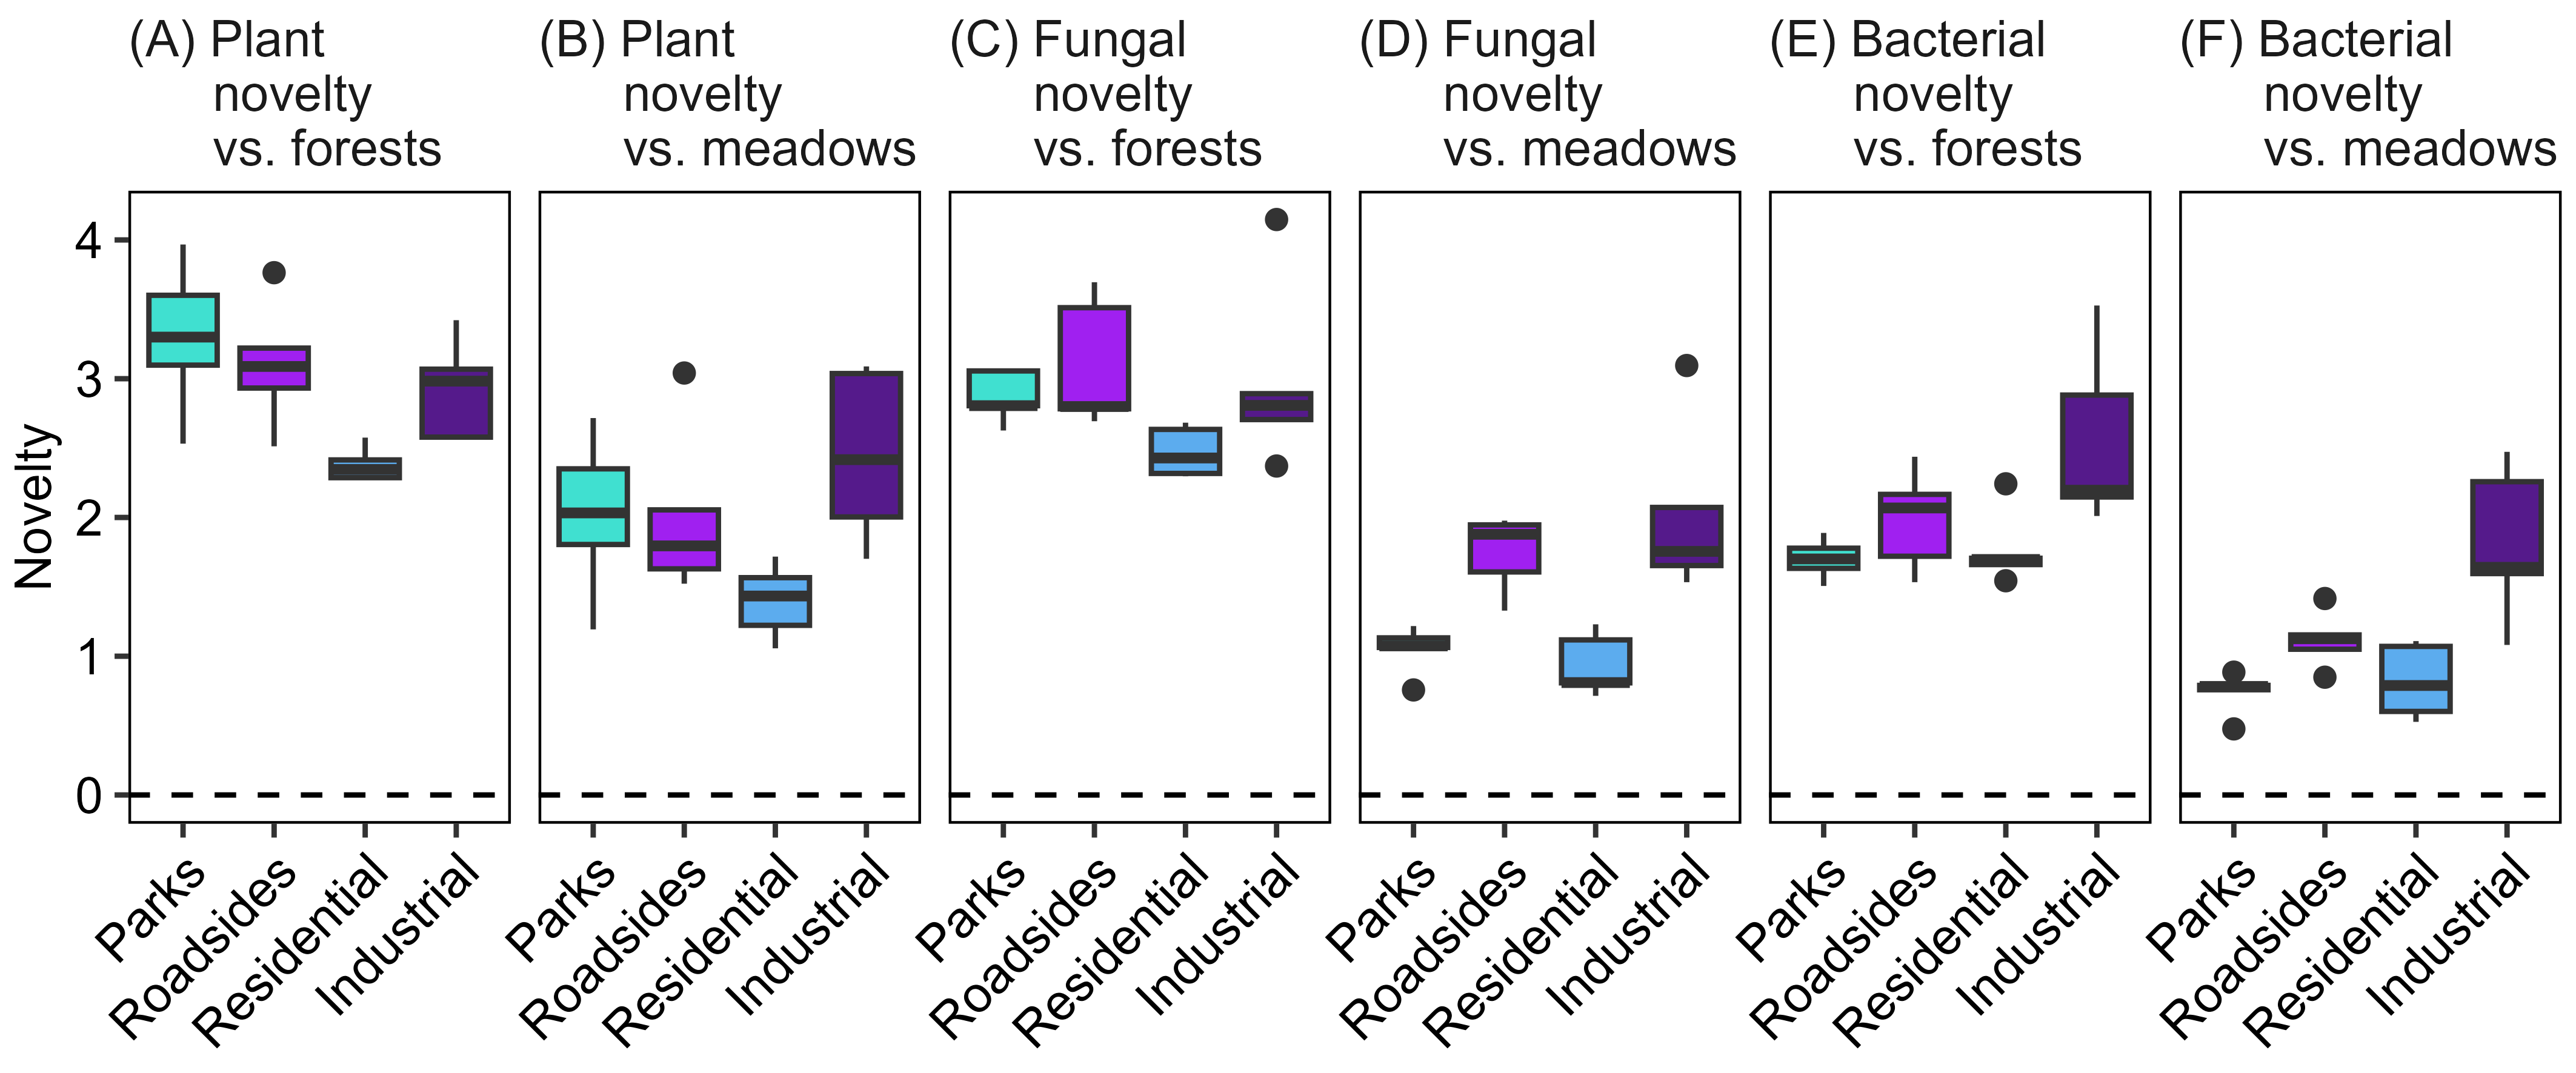 (A) Plant
novelty
vs. forests
(B) Plant
novelty
vs. meadows
(C) Fungal
novelty
vs. forests
(D) Fungal
novelty
vs. meadows
(E) Bacterial
novelty
vs. forests
(F) Bacterial
novelty
vs. meadows
Novelty
4
3
2
1
0
Parks
Roadsides
Residential
Industrial
Parks
Roadsides
Residential
Industrial
Parks
Roadsides
Residential
Industrial
Parks
Roadsides
Residential
Industrial
Parks
Roadsides
Residential
Industrial
Parks
Roadsides
Residential
Industrial